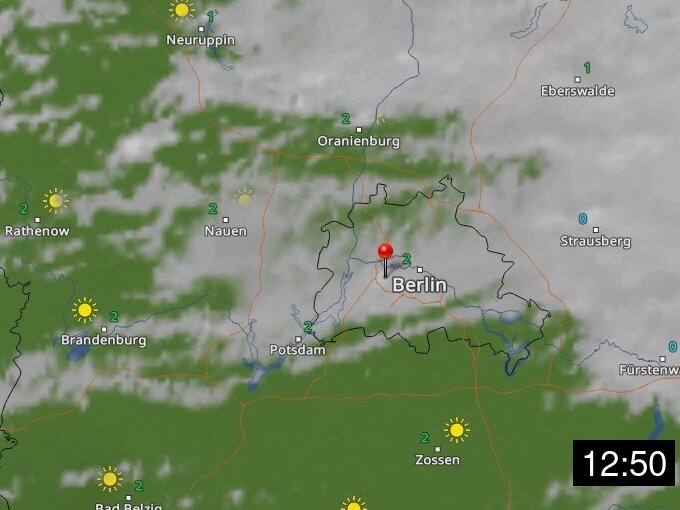 1
Neuruppin
1
Eberswalde
2
Oranienburg
2
Rathenow
2
Nauen
0
Strausberg
2
Berlin
2
Brandenburg
2
Potsdam
0
Fürstenwa
2
Zossen
12:50
2
Bad Belzig